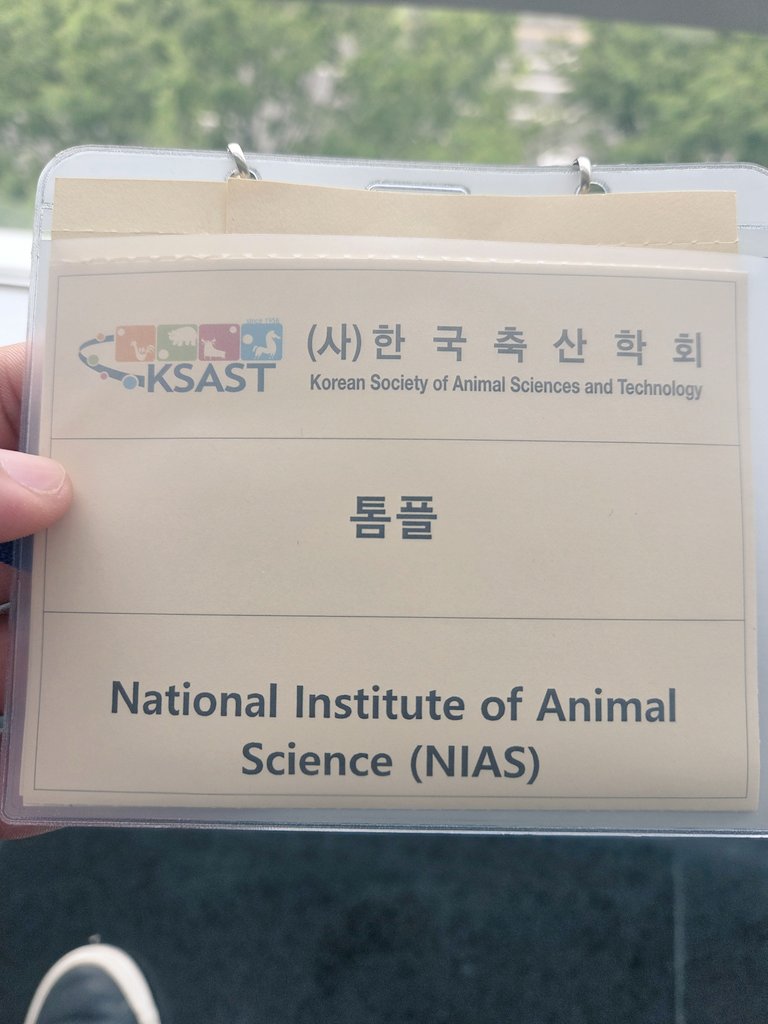 since 1956
KSAST
(사)한국축산학회
Korean Society of Animal Sciences and Technology
톰플
National Institute of Animal
Science (NIAS)